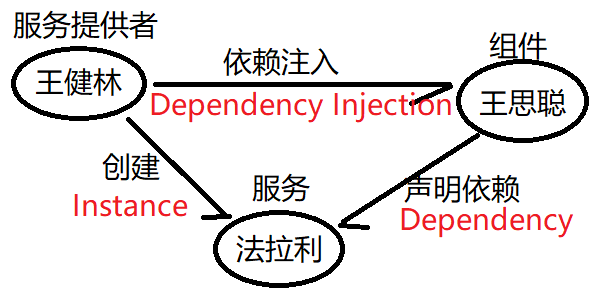 服务提供者
组件
王健林
依赖注入
Dependency Injection
王思聪
创建
Instance
服务
声明依赖
Dependency
法拉利